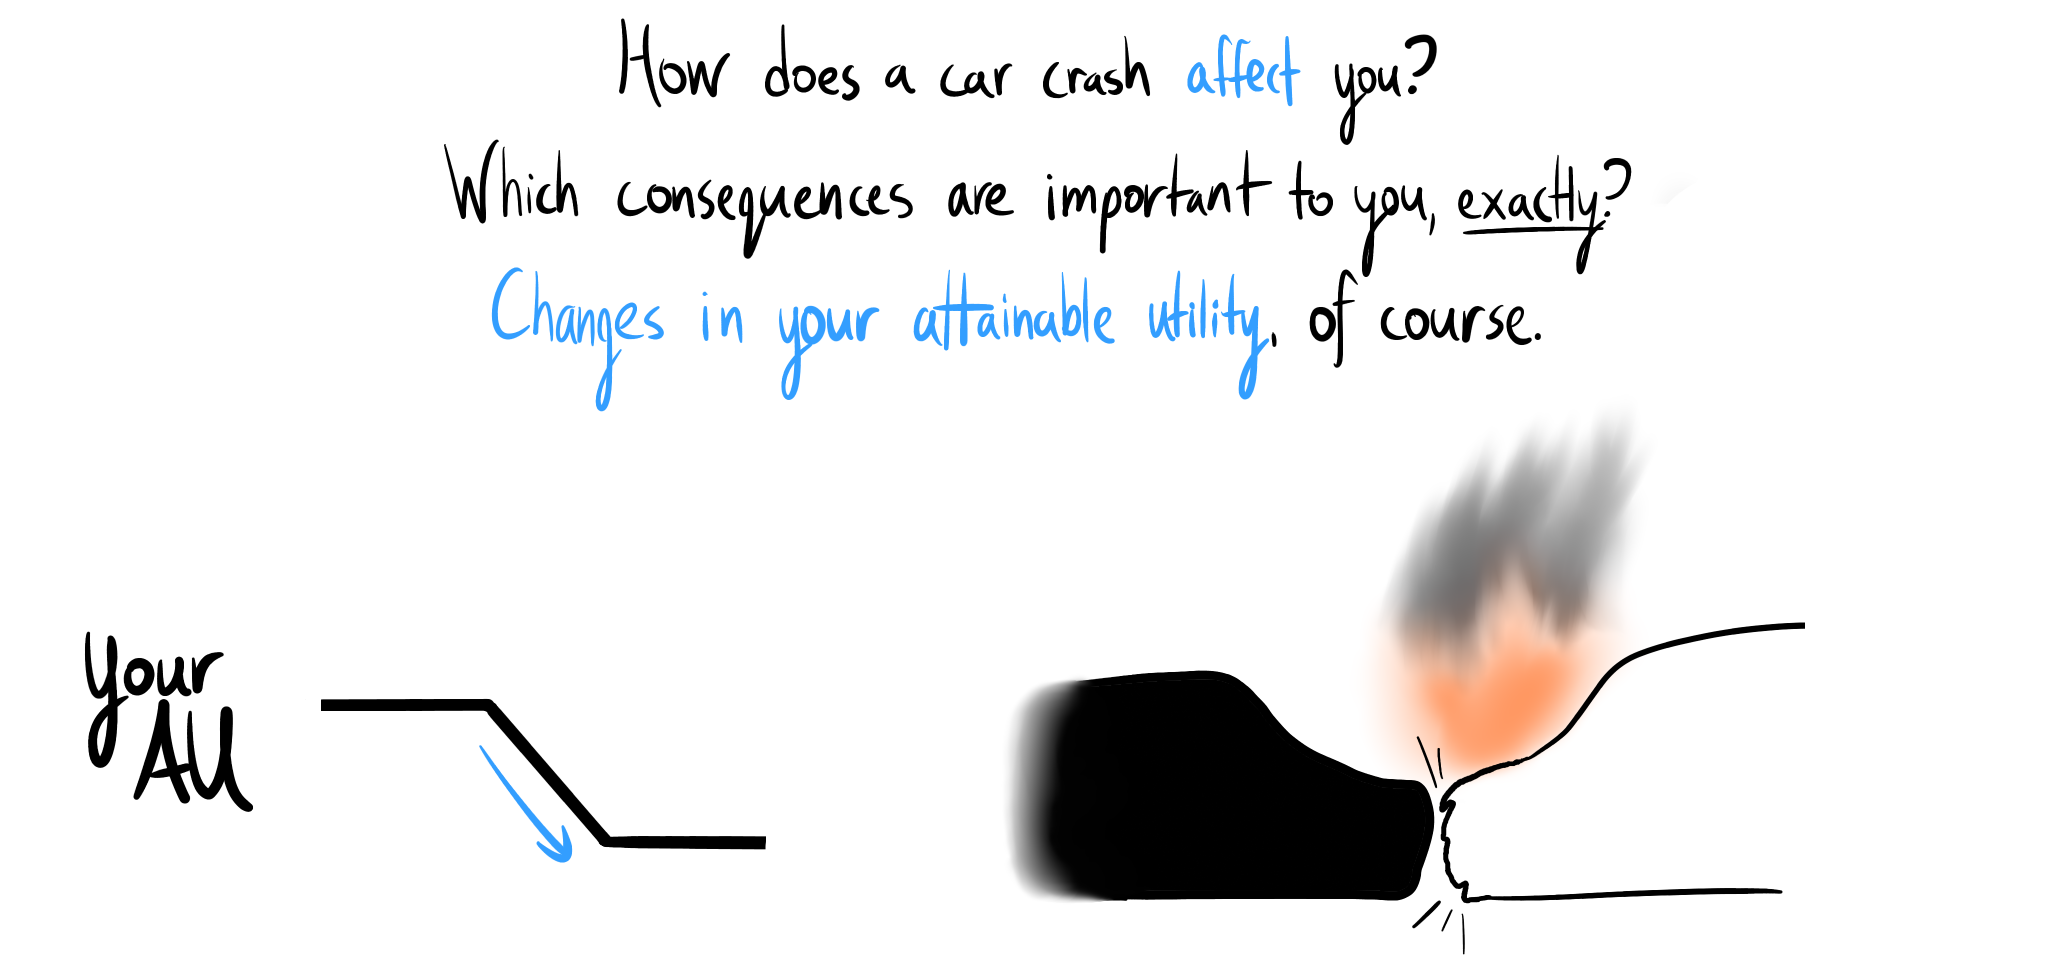 How does a car crash affect you?
Which consequences are important to you, exactly?
Changes in your attainable utility, of course.
Your
AU